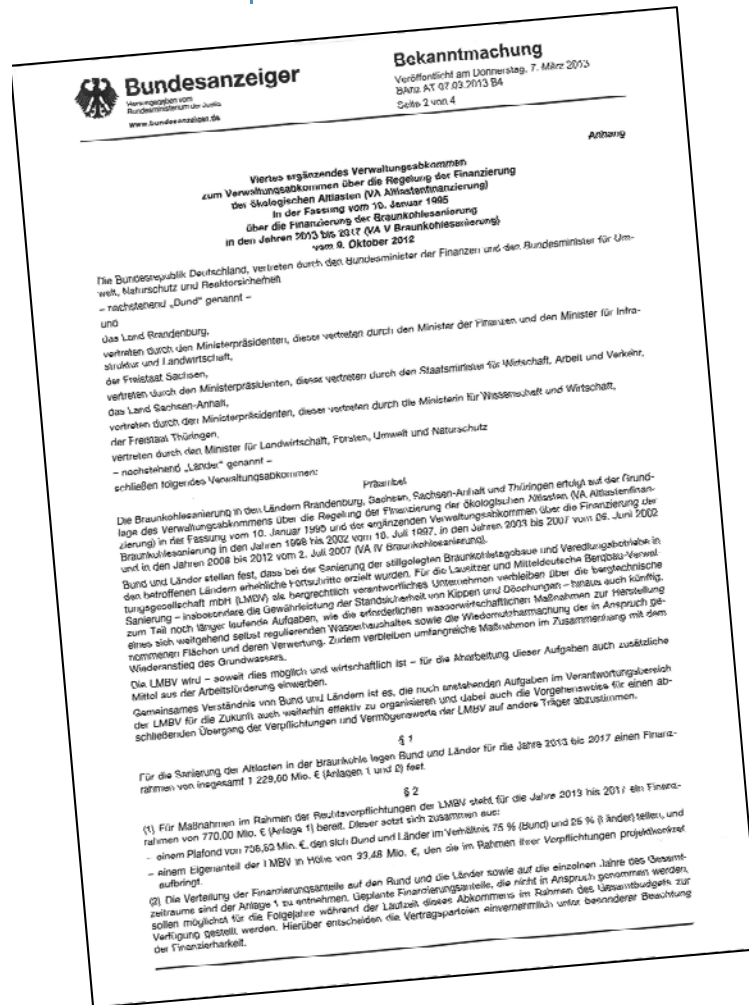 Bundesanzeiger
Herausgegeben vom
Bundesministerium der Justiz
www.bundesanzeiger.de
Bekanntmachung
Veröffentlicht am Donnerstag, 7. März 2013
BAnz AT 07.03.2013 B4
Seite 2 von 4
Anhang
Viertes ergänzendes Verwaltungsabkommen
zum Verwaltungsabkommen über die Regelung der Finanzierung
der ökologischen Altlasten (VA Altlastenfinanzierung)
in der Fassung vom 10. Januar 1995
über die Finanzierung der Braunkohlesanierung
in den Jahren 2013 bis 2017 (VA V Braunkohlesanierung)
vom 9. Oktober 2012
Die Bundesrepublik Deutschland, vertreten durch den Bundesminister der Finanzen und den Bundesminister für Um-
welt, Naturschutz und Reaktorsicherheit
– nachstehend „Bund“ genannt –
und
das Land Brandenburg,
vertreten durch den Ministerpräsidenten, dieser vertreten durch den Minister der Finanzen und den Minister für Infra-
struktur und Landwirtschaft,
der Freistaat Sachsen,
vertreten durch den Ministerpräsidenten, dieser vertreten durch den Staatsminister für Wirtschaft, Arbeit und Verkehr,
das Land Sachsen-Anhalt,
vertreten durch den Ministerpräsidenten, dieser vertreten durch die Ministerin für Wissenschaft und Wirtschaft,
der Freistaat Thüringen,
vertreten durch den Minister für Landwirtschaft, Forsten, Umwelt und Naturschutz
– nachstehend „Länder“ genannt –
schließen folgendes Verwaltungsabkommen:
Präambel
Die Braunkohlesanierung in den Ländern Brandenburg, Sachsen, Sachsen-Anhalt und Thüringen erfolgt auf der Grund-
lage des Verwaltungsabkommens über die Regelung der Finanzierung der ökologischen Altlasten (VA Altlastenfinan-
zierung) in der Fassung vom 10. Januar 1995 und der ergänzenden Verwaltungsabkommen über die Finanzierung der
Braunkohlesanierung in den Jahren 1998 bis 2002 vom 18. Juli 1997, in den Jahren 2003 bis 2007 vom 06. Juni 2002
und in den Jahren 2008 bis 2012 vom 2. Juli 2007 (VA IV Braunkohlesanierung).
Bund und Länder stellen fest, dass bei der Sanierung der stillgelegten Braunkohletagebaue und Veredlungsbetriebe in
den betroffenen Ländern erhebliche Fortschritte erzielt wurden. Für die Lausitzer und Mitteldeutsche Bergbau-Verwal-
tungsgesellschaft mbH (LMBV) als bergrechtlich verantwortliches Unternehmen verbleiben über die bergtechnische
Sanierung – insbesondere die Gewährleistung der Standsicherheit von Kippen und Böschungen – hinaus auch künftig,
zum Teil noch länger laufende Aufgaben, wie die erforderlichen wasserwirtschaftlichen Maßnahmen zur Herstellung
eines sich weitgehend selbst regulierenden Wasserhaushaltes sowie die Wiedernutzbarmachung der in Anspruch ge-
nommenen Flächen und deren Verwertung. Zudem verbleiben umfangreiche Maßnahmen im Zusammenhang mit dem
Wiederanstieg des Grundwassers.
Die LMBV wird – soweit dies möglich und wirtschaftlich ist – für die Abarbeitung dieser Aufgaben auch zusätzliche
Mittel aus der Arbeitsförderung einwerben.
Gemeinsames Verständnis von Bund und Ländern ist es, die noch anstehenden Aufgaben im Verantwortungsbereich
der LMBV für die Zukunft auch weiterhin effektiv zu organisieren und dabei auch die Vorgehensweise für einen ab-
schließenden Übergang der Verpflichtungen und Vermögenswerte der LMBV auf andere Träger abzustimmen.
§ 1
Für die Sanierung der Altlasten in der Braunkohle legen Bund und Länder für die Jahre 2013 bis 2017 einen Finanz-
rahmen von insgesamt 1 229,00 Mio. € (Anlagen 1 und 2) fest.
§ 2
(1) Für Maßnahmen im Rahmen der Rechtsverpflichtungen der LMBV steht für die Jahre 2013 bis 2017 ein Finanz-
rahmen von 770,00 Mio. € (Anlage 1) bereit. Dieser setzt sich zusammen aus:
– einem Plafond von Mio. €, den sich Bund und Länder im Verhältnis 75 % (Bund) und 25 % (Länder) teilen, und
– einem Eigenanteil der LMBV in Höhe von 33,48 Mio. €, den sie im Rahmen ihrer Verpflichtungen projektkonkret
aufbringt.
(2) Die Verteilung der Finanzierungsanteile auf den Bund und die Länder sowie auf die einzelnen Jahre des Gesamt-
zeitraums sind der Anlage 1 zu entnehmen. Geplante Finanzierungsanteile, die nicht in Anspruch genommen werden,
sollen möglichst für die Folgejahre während der Laufzeit dieses Abkommens im Rahmen des Gesamtbudgets zur
Verfügung gestellt werden. Hierüber entscheiden die Vertragsparteien einvernehmlich unter besonderer Beachtung
der Finanzierbarkeit.